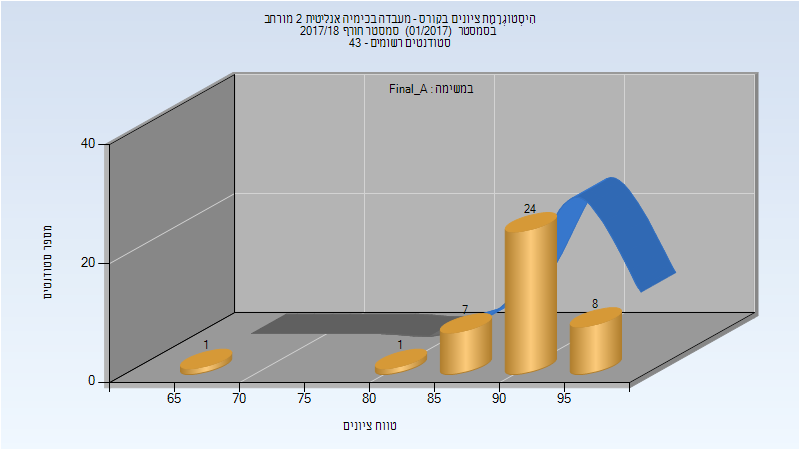 הִיסְטוֹגְרָמַת ציונים בקורס - מעבדה בכימיה אנליטית 2 מורחב
בסמסטר (01/2017) סמסטר חורף 2017/18
סטודנטים רשומים - 43
במשימה : Final_A
מספר סטודנטים
40
20
0
1
1
7
24
8
65
70
75
80
85
90
95
טווח ציונים